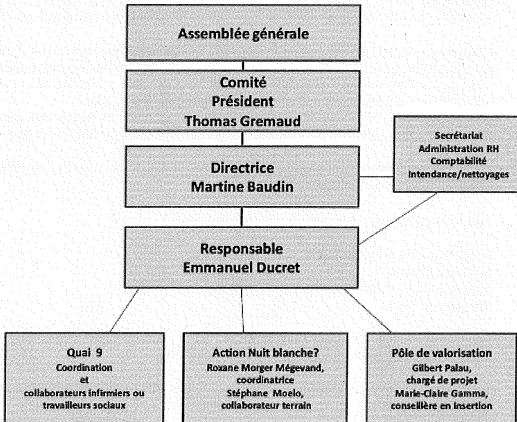 Assemblée générale
Comité
Président
Thomas Gremaud
Directrice
Martine Baudin
Secrétariat
Administration RH
Comptabilité
Intendance/nettoyages
Responsable
Emmanuel Ducret
Quai 9
Coordination
et
collaborateurs infirmiers ou
travailleurs sociaux
Action Nuit blanche?
Roxane Morger Mégevand,
coordinatrice
Stéphane Moelo,
collaborateur terrain
Pôle de valorisation
Gilbert Palau,
chargé de projet
Marie-Claire Gamma,
conseillère en insertion